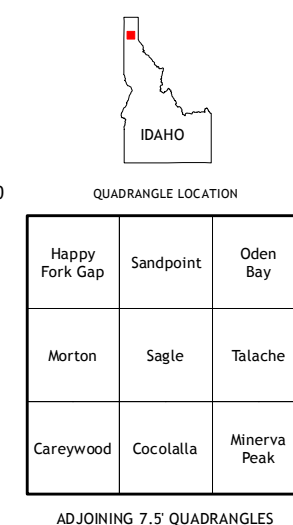 IDAHO
0
QUADRANGLE LOCATION
Happy
Fork Gap
Sandpoint
Oden
Bay
Morton
Sagle
Talache
Careywood
Cocolalla
Minerva
Peak
ADJOINING 7.5' QUADRANGLES